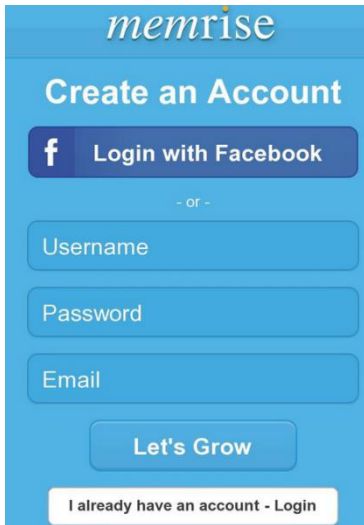 memrise
Create an Account
f Login with Facebook
- or -
Username
Password
Email
Let's Grow
I already have an account - Login